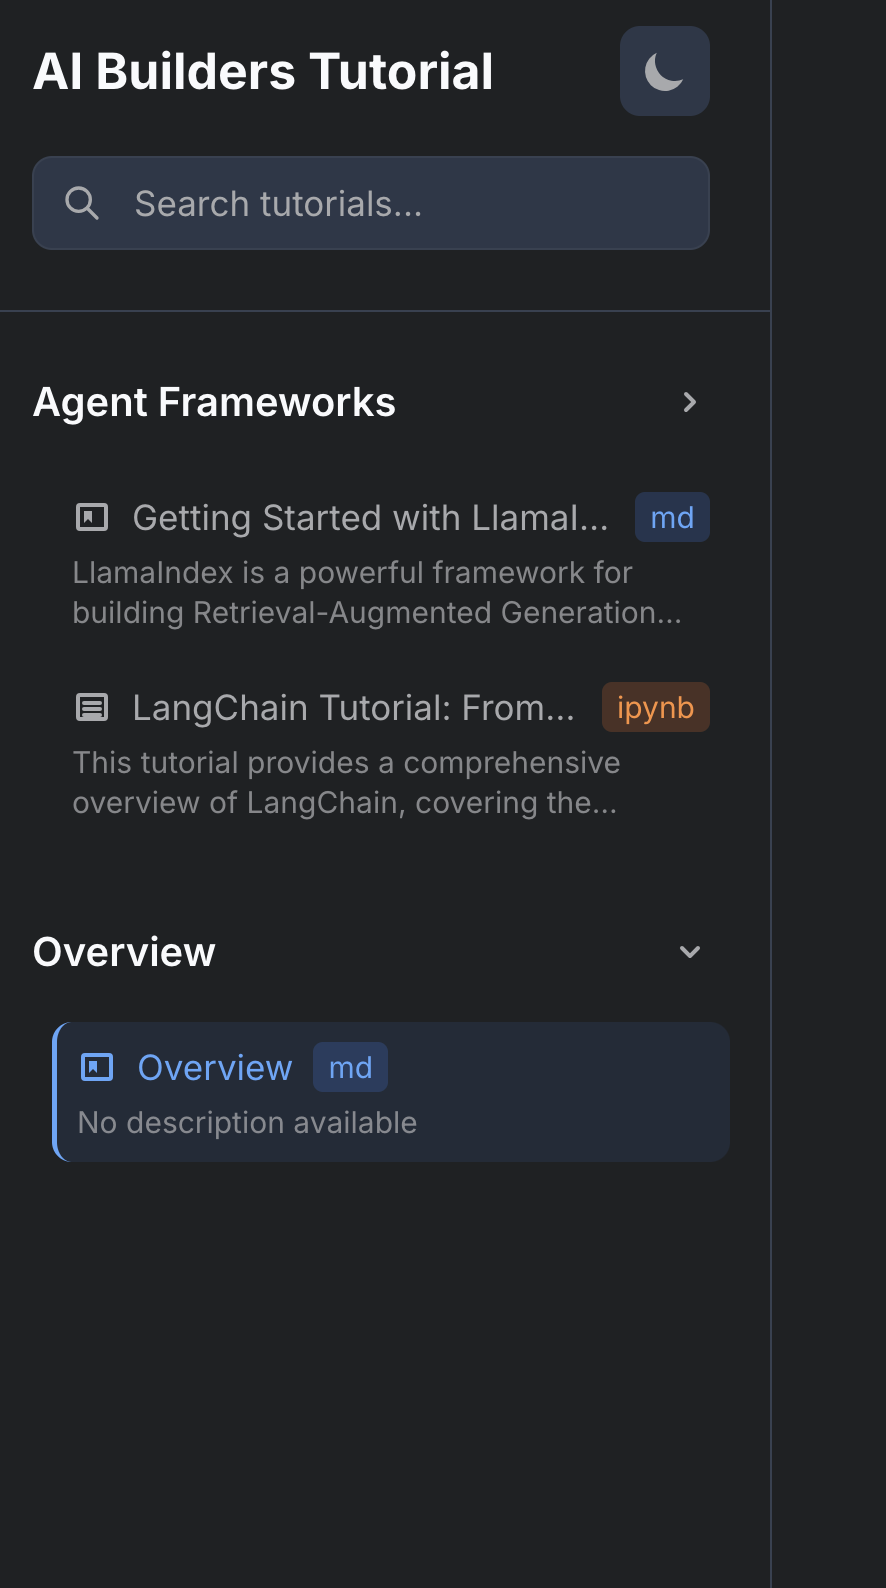 AI Builders Tutorial
Search tutorials...
Agent Frameworks
Getting Started with LlamaI... md
LlamaIndex is a powerful framework for
building Retrieval-Augmented Generation...
LangChain Tutorial: From... ipynb
This tutorial provides a comprehensive
overview of LangChain, covering the...
Overview
Overview md
No description available